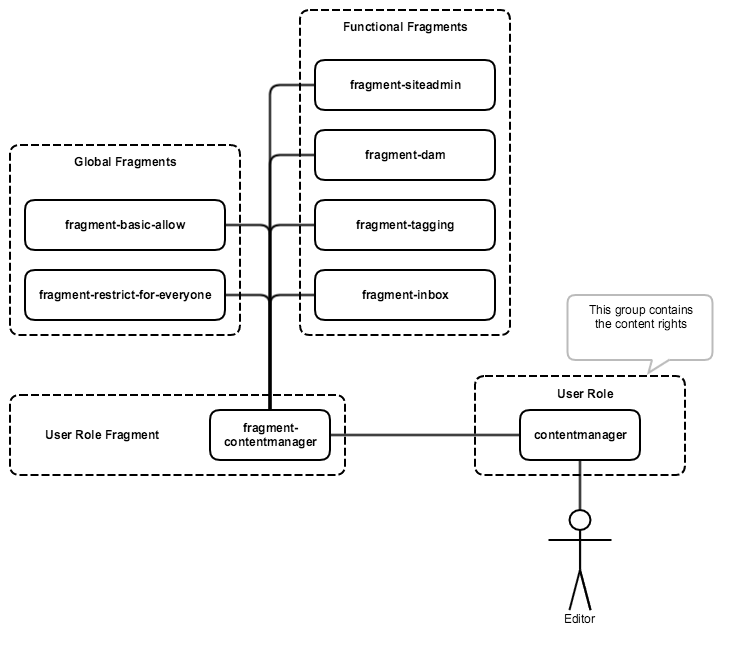 Functional Fragments
fragment-siteadmin
fragment-dam
Global Fragments
fragment-basic-allow
fragment-tagging
fragment-restrict-for-everyone
fragment-inbox
This group contains
the content rights
User Role
User Role Fragment
fragment-
contentmanager
contentmanager
Editor